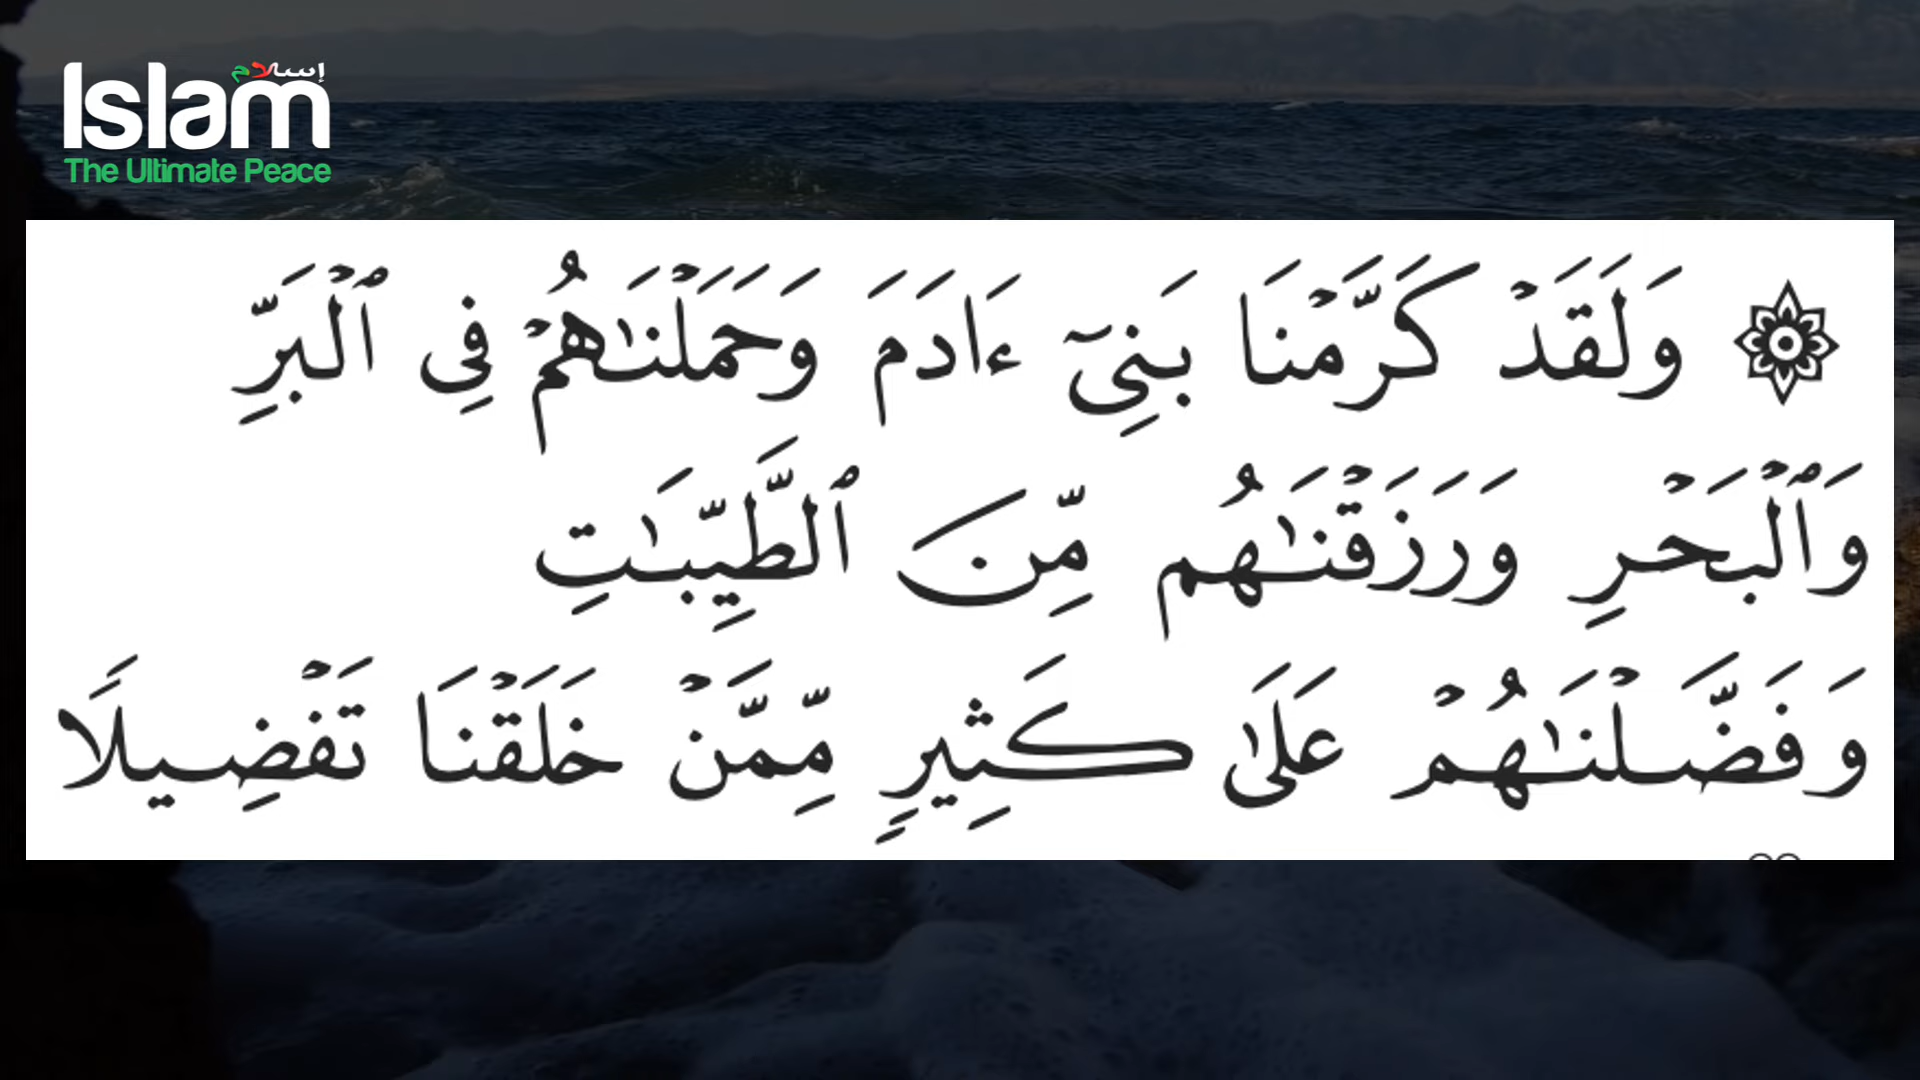 إسلام
Islam
The Ultimate Peace
۞ وَلَقَدْ كَرَّمْنَا بَنِىٓ ءَادَمَ وَحَمَلْنَـٰهُمْ فِى ٱلْبَرِّ
وَٱلْبَحْرِ وَرَزَقْنَـٰهُم مِّنَ ٱلطَّيِّبَـٰتِ
وَفَضَّلْنَـٰهُمْ عَلَىٰ كَثِيرٍ مِّمَّنْ خَلَقْنَا تَفْضِيلًا